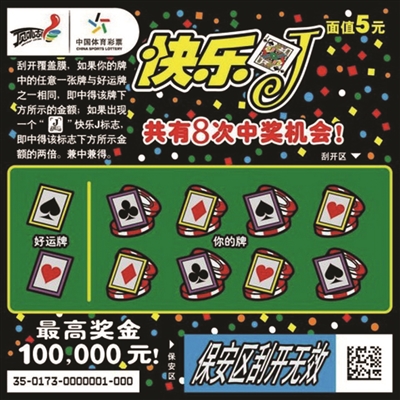 顶呱刮
中国体育彩票
CHINA SPORTS LOTTERY
刮开覆盖膜,如果你的牌
中的任意一张牌与好运牌
之一相同,即中得该牌下
方所示的金额;如果出现
一个“J”快乐J标志,
即中得该标志下方所示金
额的两倍。兼中兼得。
快乐J
面值5元
共有8次中奖机会!
刮开区
好运牌
你的牌
最高奖金
100,000元!
35-0173-0000001-000
保安区
保安区刮开无效